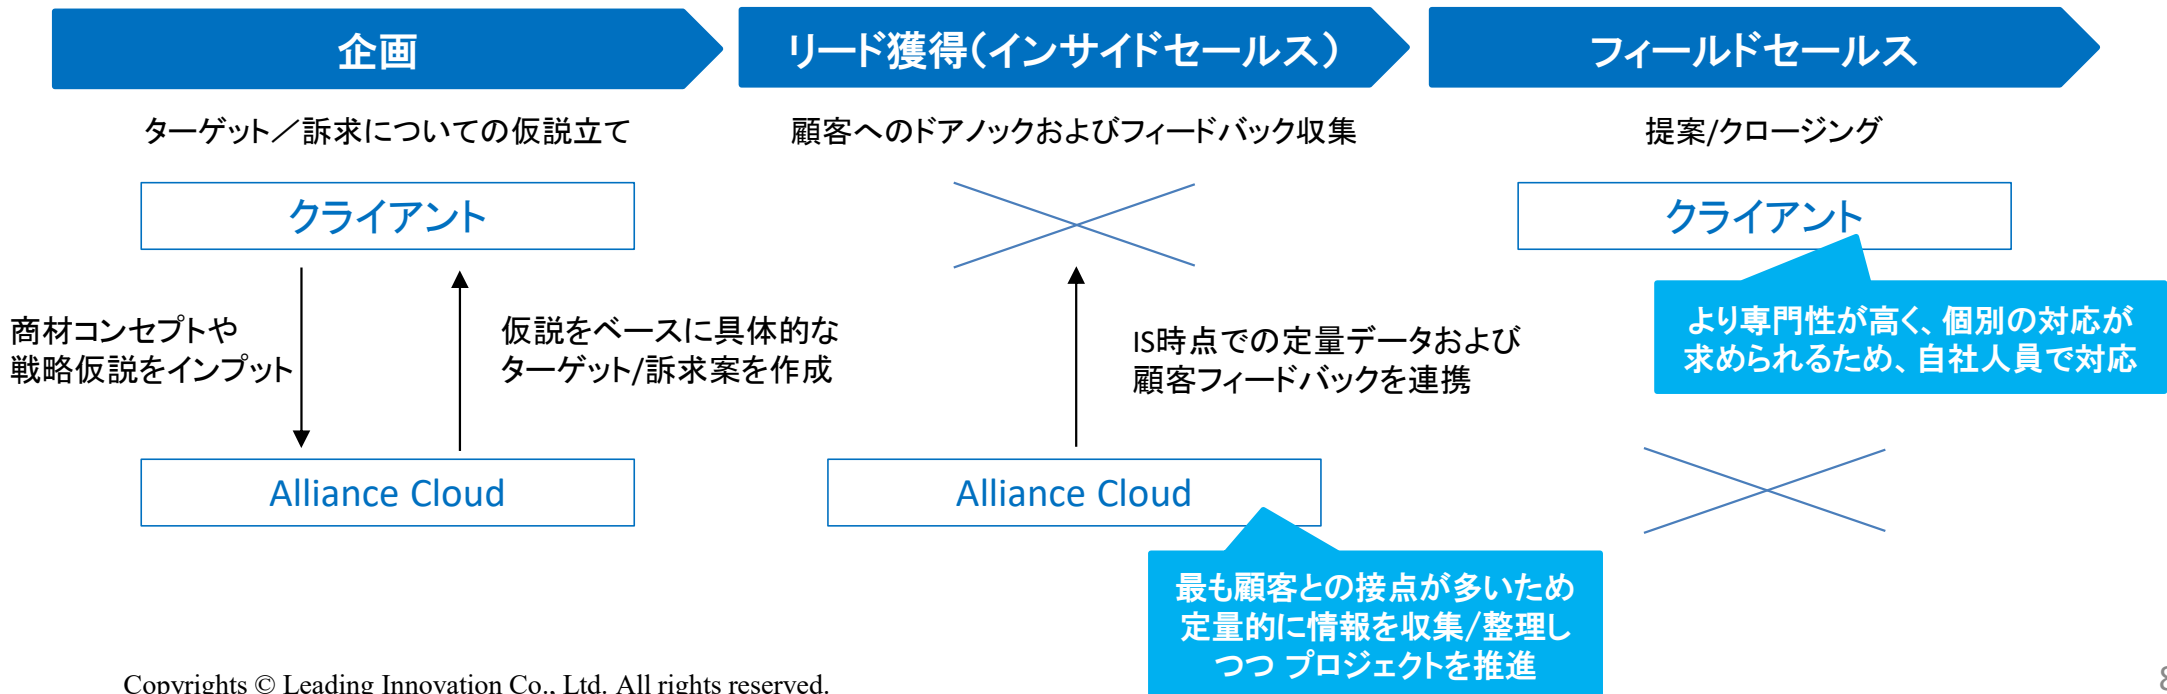 企画
リード獲得（インサイドセールス）
フィールドセールス
ターゲット／訴求についての仮説立て
顧客へのドアノックおよびフィードバック収集
提案/クロージング
クライアント
クライアント
商材コンセプトや
戦略仮説をインプット
仮説をベースに具体的な
ターゲット/訴求案を作成
IS時点での定量データおよび
顧客フィードバックを連携
より専門性が高く、個別の対応が
求められるため、自社人員で対応
Alliance Cloud
Alliance Cloud
最も顧客との接点が多いため
定量的に情報を収集/整理し
つつ プロジェクトを推進
Copyrights © Leading Innovation Co., Ltd. All rights reserved.